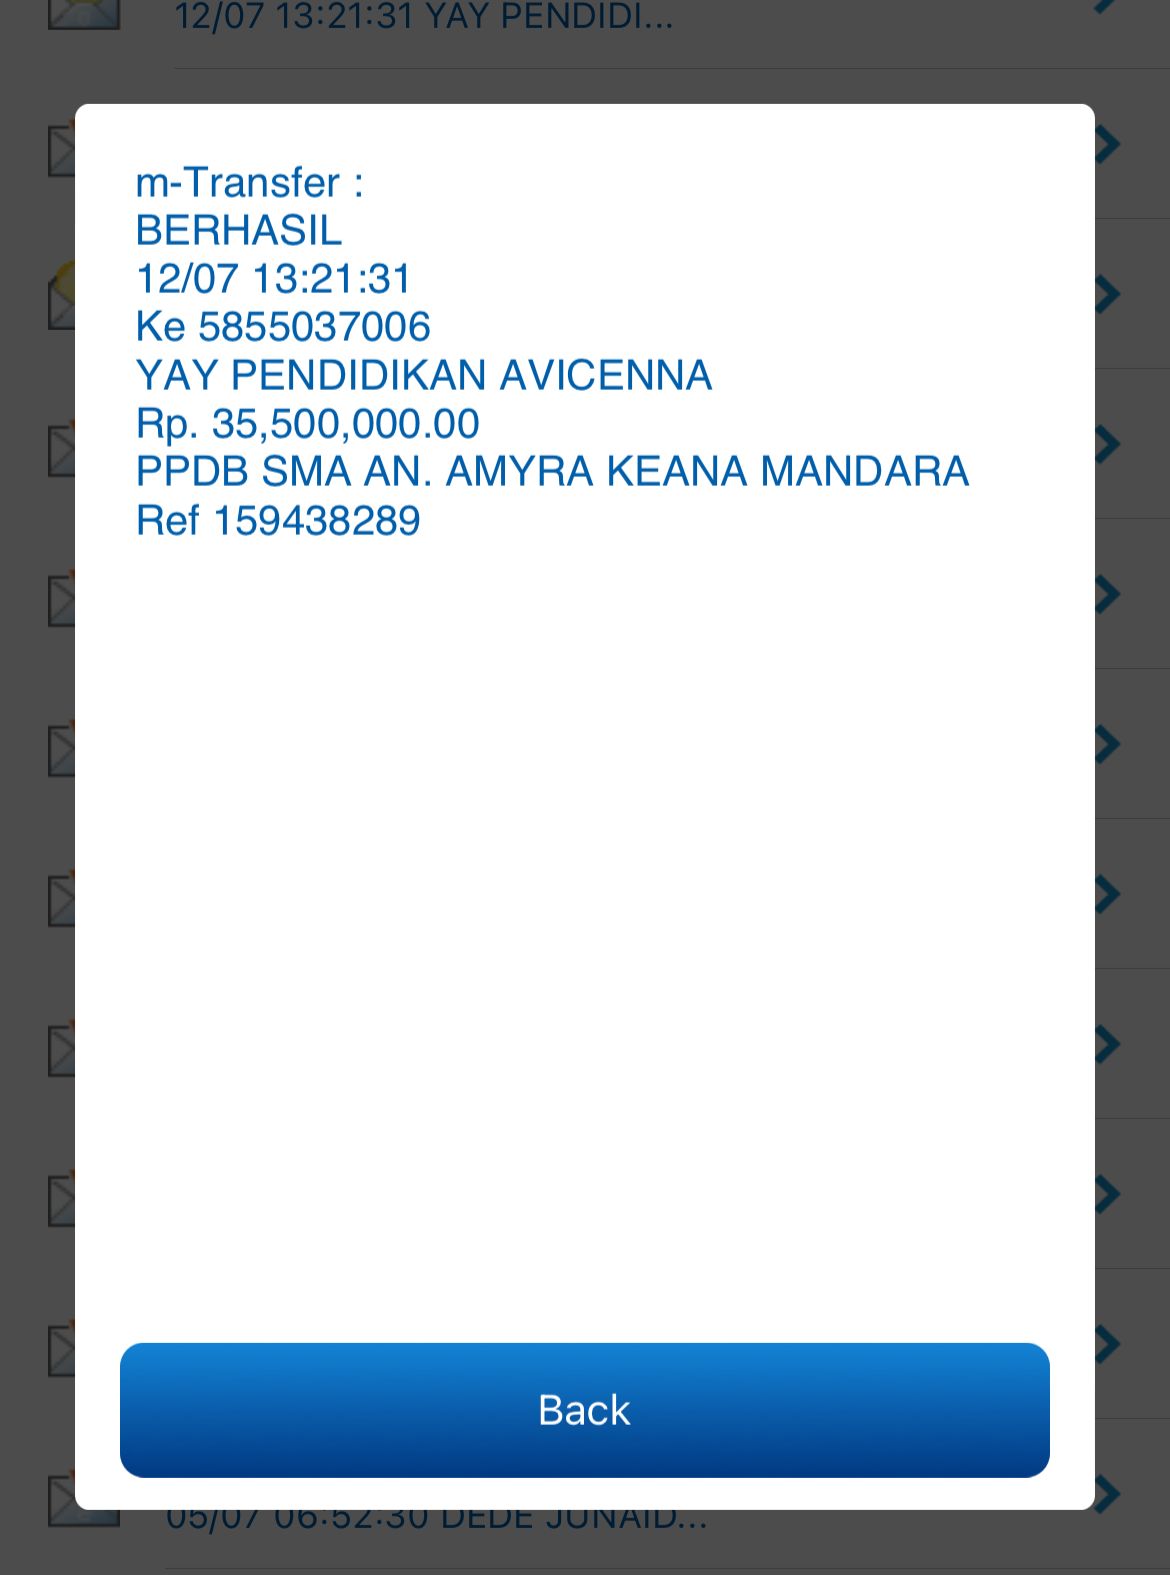 12/07 13:21:31 YAY PENDIDI...
m-Transfer :
BERHASIL
12/07 13:21:31
Ke 5855037006
YAY PENDIDIKAN AVICENNA
Rp. 35,500,000.00
PPDB SMA AN. AMYRA KEANA MANDARA
Ref 159438289
Back
05/07 06:52:30 DEDE JUNAID...